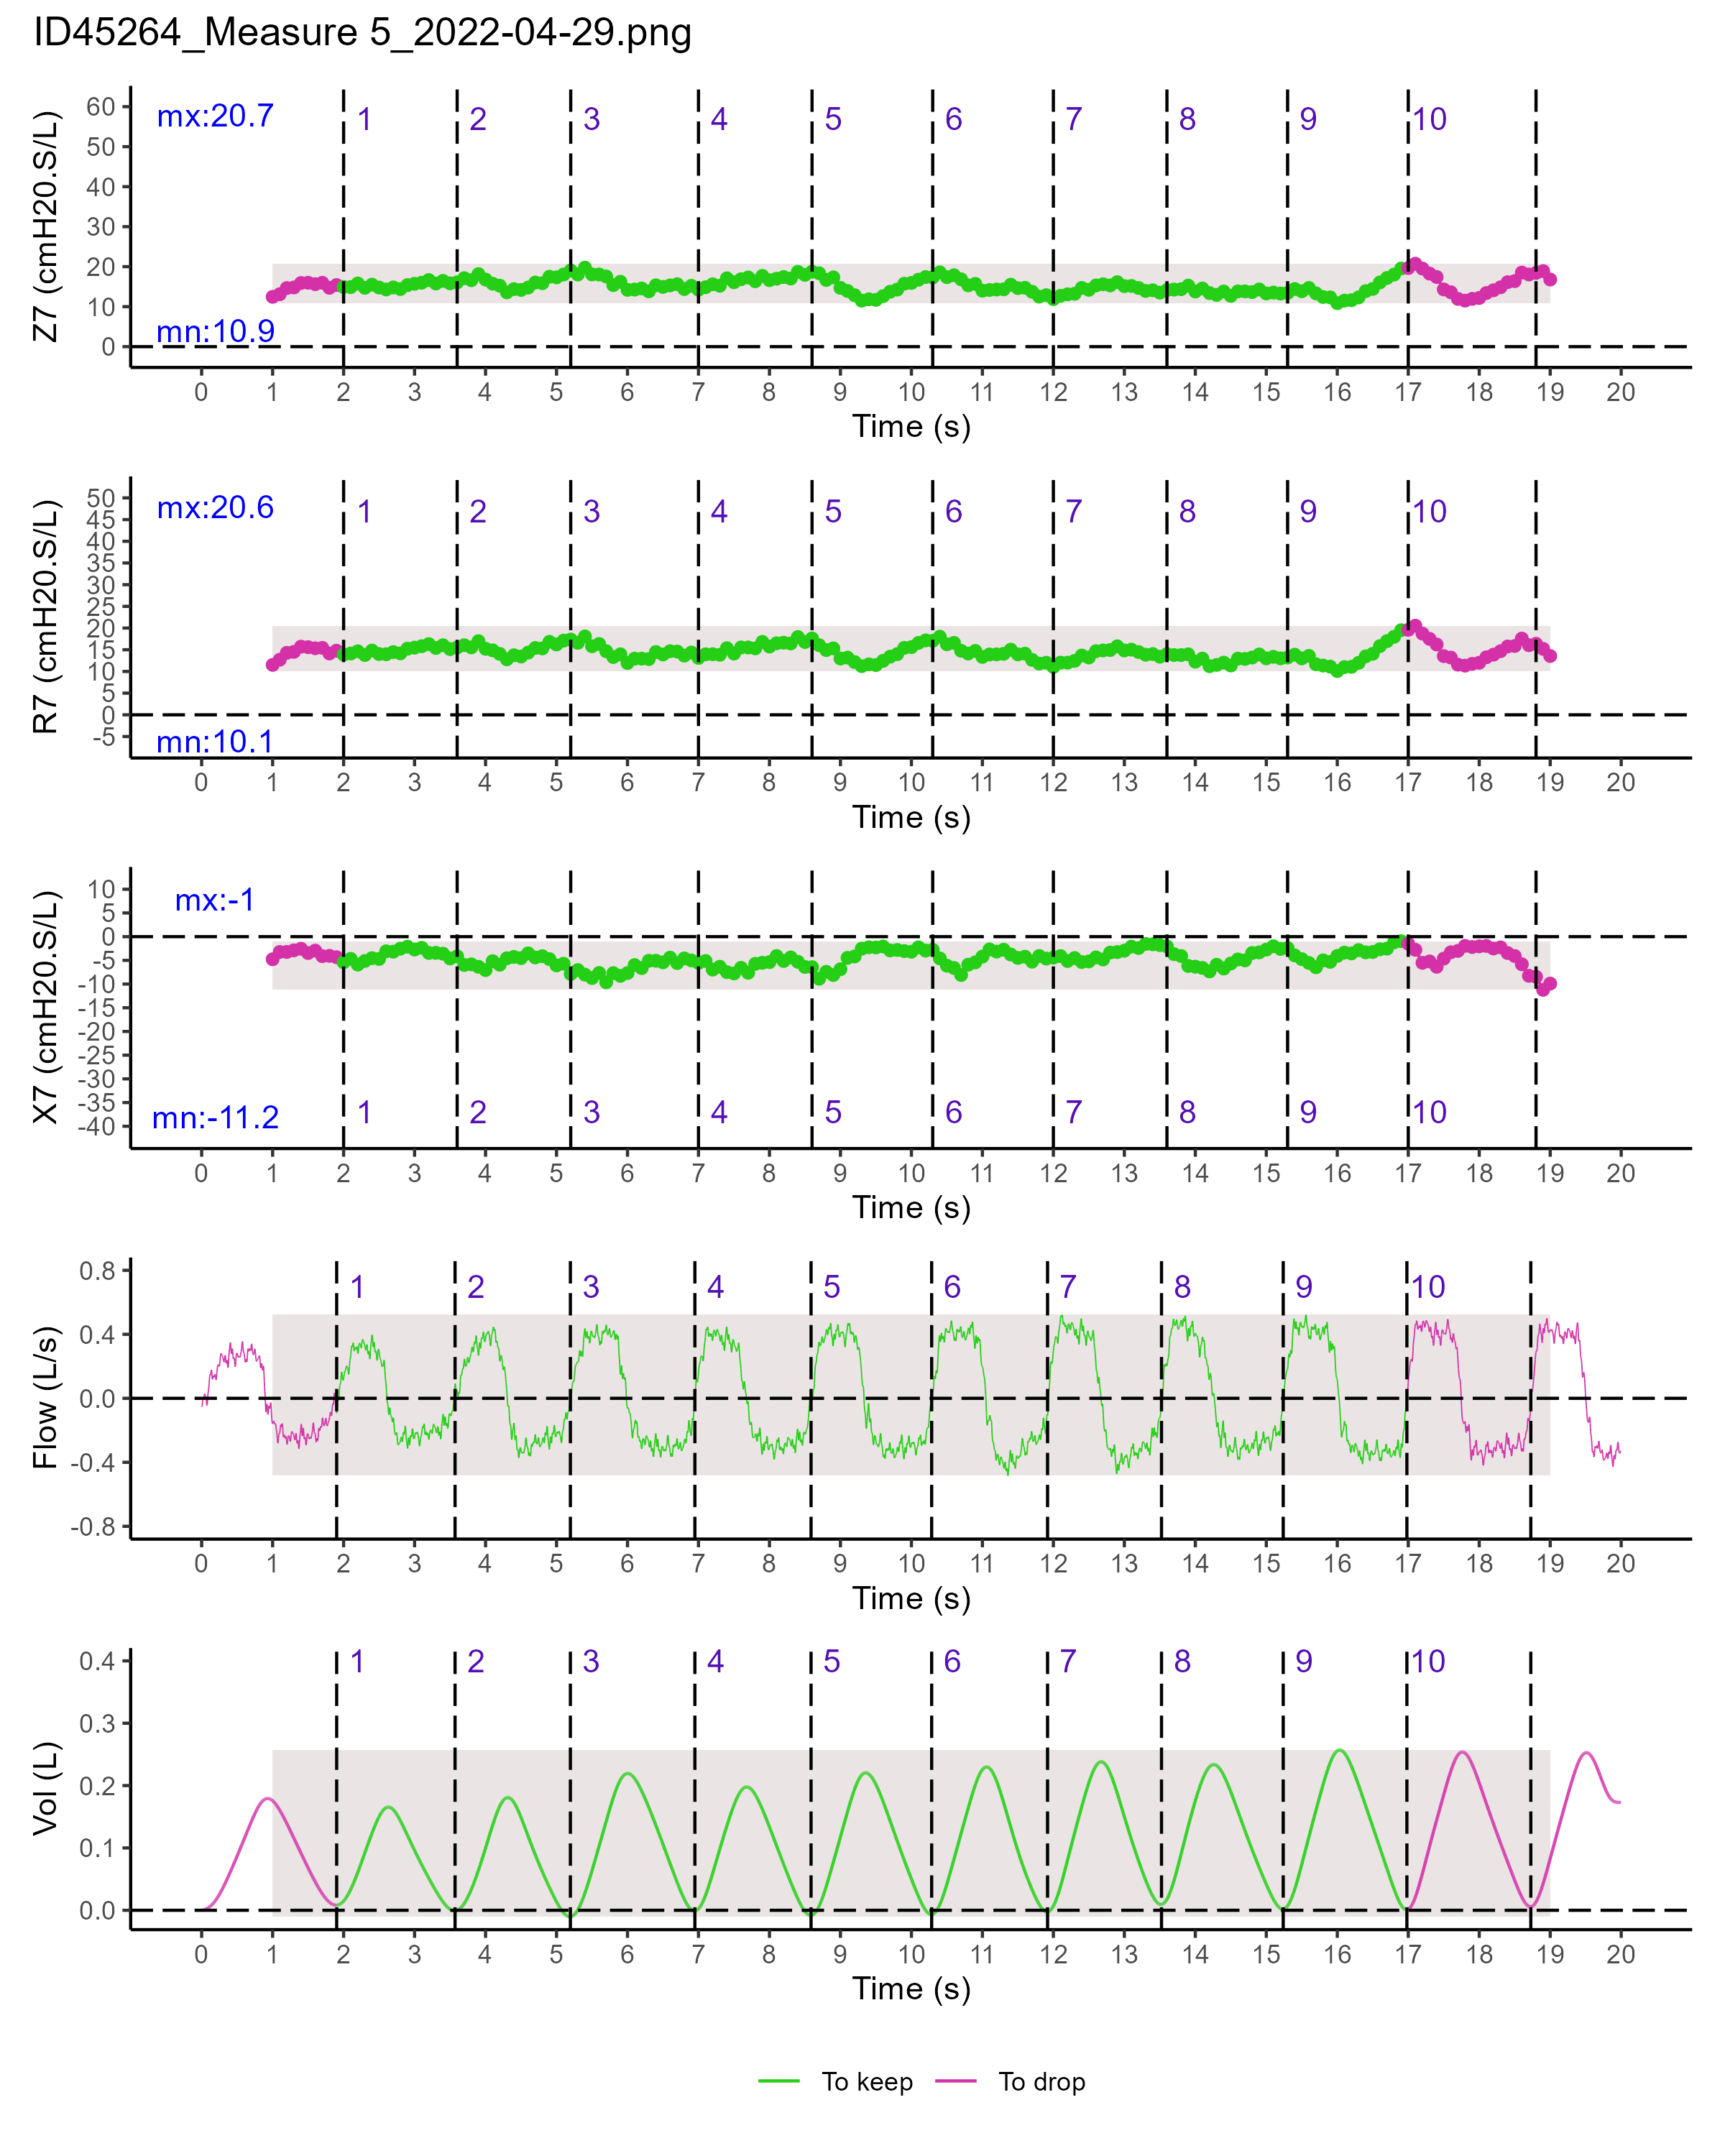 ID45264_Measure 5_2022-04-29.png
Z7 (cmH20.S/L)
60
50
40
30
20
10
0
mx:20.7
mn:10.9
1 2 3 4 5 6 7 8 9 10
0 1 2 3 4 5 6 7 8 9 10 11 12 13 14 15 16 17 18 19 20
Time (s)
R7 (cmH20.S/L)
50
45
40
35
30
25
20
15
10
5
0
-5
mx:20.6
mn:10.1
1 2 3 4 5 6 7 8 9 10
0 1 2 3 4 5 6 7 8 9 10 11 12 13 14 15 16 17 18 19 20
Time (s)
X7 (cmH20.S/L)
10
5
0
-5
-10
-15
-20
-25
-30
-35
-40
mx:-1
mn:-11.2
1 2 3 4 5 6 7 8 9 10
0 1 2 3 4 5 6 7 8 9 10 11 12 13 14 15 16 17 18 19 20
Time (s)
Flow (L/s)
0.8
0.4
0.0
-0.4
-0.8
1 2 3 4 5 6 7 8 9 10
0 1 2 3 4 5 6 7 8 9 10 11 12 13 14 15 16 17 18 19 20
Time (s)
Vol (L)
0.4
0.3
0.2
0.1
0.0
1 2 3 4 5 6 7 8 9 10
0 1 2 3 4 5 6 7 8 9 10 11 12 13 14 15 16 17 18 19 20
Time (s)
To keep To drop